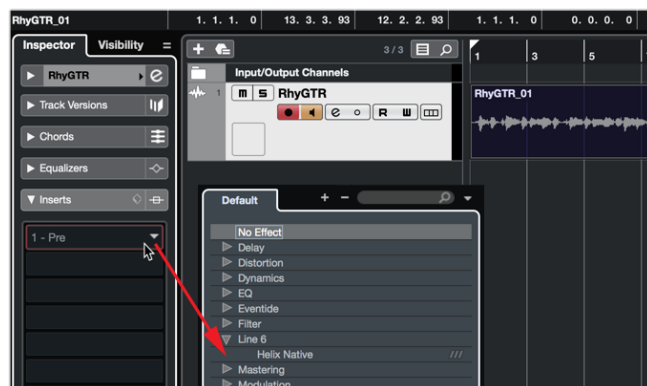 RhyGTR_01
1. 1. 1. 0
13. 3. 3. 93
12. 2. 2. 93
1. 1. 1. 0
0. 0. 0. 0
Inspector
Visibility
3 / 3
1
3
5
RhyGTR
e
Input/Output Channels
1
m
S
RhyGTR
RhyGTR_01
e
R
W
Track Versions
Chords
Equalizers
Inserts
Default
+ −
1 - Pre
No Effect
Delay
Distortion
Dynamics
EQ
Eventide
Filter
Line 6
Helix Native
///
Mastering
Modulation